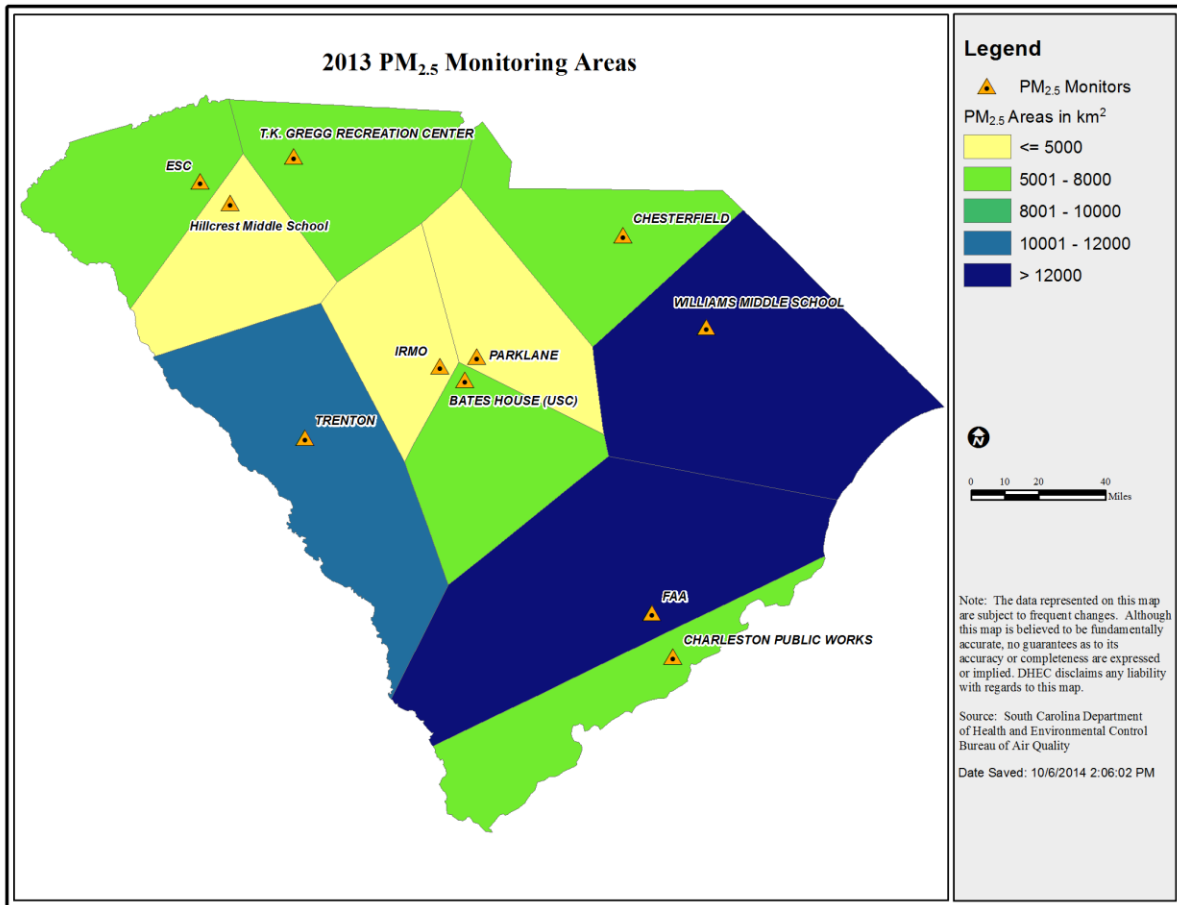 2013 PM2.5 Monitoring Areas
T.K. GREGG RECREATION CENTER
ESC
Hillcrest Middle School
CHESTERFIELD
WILLIAMS MIDDLE SCHOOL
IRMO
PARKLANE
BATES HOUSE (USC)
TRENTON
FAA
CHARLESTON PUBLIC WORKS
Legend
PM2.5 Monitors
PM2.5 Areas in km2
<= 5000
5001 - 8000
8001 - 10000
10001 - 12000
> 12000
N
0 10 20 40
Miles
Note: The data represented on this map
are subject to frequent changes. Although
this map is believed to be fundamentally
accurate, no guarantees as to its
accuracy or completeness are expressed
or implied. DHEC disclaims any liability
with regards to this map.
Source: South Carolina Department
of Health and Environmental Control
Bureau of Air Quality
Date Saved: 10/6/2014 2:06:02 PM